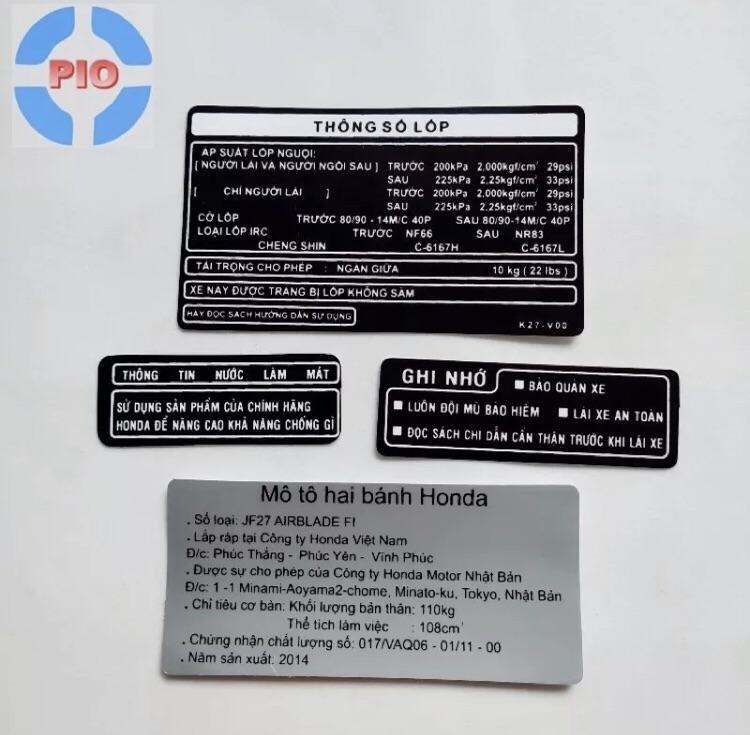 PIO
THÔNG SỐ LỐP
ÁP SUẤT LỐP NGUỘI:
[ NGƯỜI LÁI VÀ NGƯỜI NGỒI SAU ] TRƯỚC 200kPa 2,000kgf/cm² 29psi
SAU 225kPa 2,25kgf/cm² 33psi
[ CHỈ NGƯỜI LÁI ] TRƯỚC 200kPa 2,000kgf/cm² 29psi
SAU 225kPa 2,25kgf/cm² 33psi
CỠ LỐP TRƯỚC 80/90 - 14M/C 40P SAU 80/90-14M/C 40P
LOẠI LỐP IRC TRƯỚC NF66 SAU NR83
CHENG SHIN C-6167H C-6167L
TẢI TRỌNG CHO PHÉP : NGĂN GIỮA 10 kg ( 22 lbs )
XE NÀY ĐƯỢC TRANG BỊ LỐP KHÔNG SĂM
HÃY ĐỌC SÁCH HƯỚNG DẪN SỬ DỤNG
K27-V00
THÔNG TIN NƯỚC LÀM MÁT
SỬ DỤNG SẢN PHẨM CỦA CHÍNH HÃNG
HONDA ĐỂ NÂNG CAO KHẢ NĂNG CHỐNG GỈ
GHI NHỚ ■ BẢO QUẢN XE
■ LUÔN ĐỘI MŨ BẢO HIỂM ■ LÁI XE AN TOÀN
■ ĐỌC SÁCH CHỈ DẪN CẨN THẬN TRƯỚC KHI LÁI XE
Mô tô hai bánh Honda
. Số loại: JF27 AIRBLADE FI
. Lắp ráp tại Công ty Honda Việt Nam
Đ/c: Phúc Thắng - Phúc Yên - Vĩnh Phúc
. Được sự cho phép của Công ty Honda Motor Nhật Bản
Đ/c: 1 -1 Minami-Aoyama2-chome, Minato-ku, Tokyo, Nhật Bản
. Chỉ tiêu cơ bản: Khối lượng bản thân: 110kg
Thể tích làm việc : 108cm³
. Chứng nhận chất lượng số: 017/VAQ06 - 01/11 - 00
. Năm sản xuất: 2014